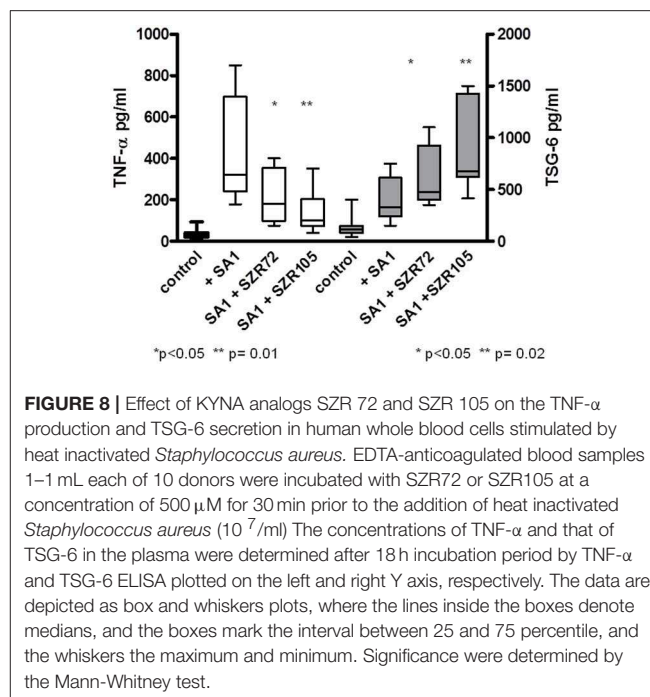 1000
800
600
400
200
0
TNF-α pg/ml
2000
1500
1000
500
0
TSG-6 pg/ml
* ** * **
control
+ SA1
SA1 + SZR72
SA1 + SZR105
control
+ SA1
SA1 + SZR72
SA1 +SZR105
*p<0.05 ** p= 0.01 * p<0.05 ** p= 0.02
FIGURE 8 | Effect of KYNA analogs SZR 72 and SZR 105 on the TNF-α
production and TSG-6 secretion in human whole blood cells stimulated by
heat inactivated Staphylococcus aureus. EDTA-anticoagulated blood samples
1–1 mL each of 10 donors were incubated with SZR72 or SZR105 at a
concentration of 500 μM for 30 min prior to the addition of heat inactivated
Staphylococcus aureus (10 ⁷/ml) The concentrations of TNF-α and that of
TSG-6 in the plasma were determined after 18 h incubation period by TNF-α
and TSG-6 ELISA plotted on the left and right Y axis, respectively. The data are
depicted as box and whiskers plots, where the lines inside the boxes denote
medians, and the boxes mark the interval between 25 and 75 percentile, and
the whiskers the maximum and minimum. Significance were determined by
the Mann-Whitney test.